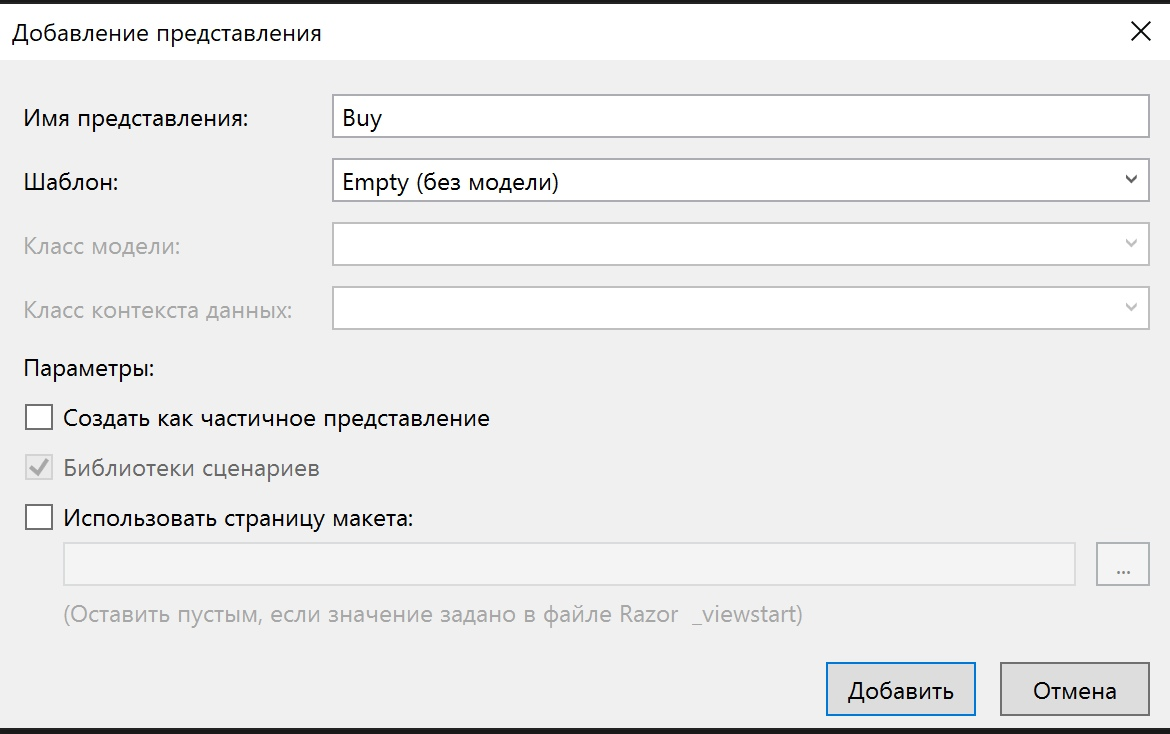 Добавление представления
Имя представления: Buy
Шаблон: Empty (без модели)
Класс модели:
Класс контекста данных:
Параметры:
Создать как частичное представление
Библиотеки сценариев
Использовать страницу макета:
...
(Оставить пустым, если значение задано в файле Razor _viewstart)
Добавить Отмена